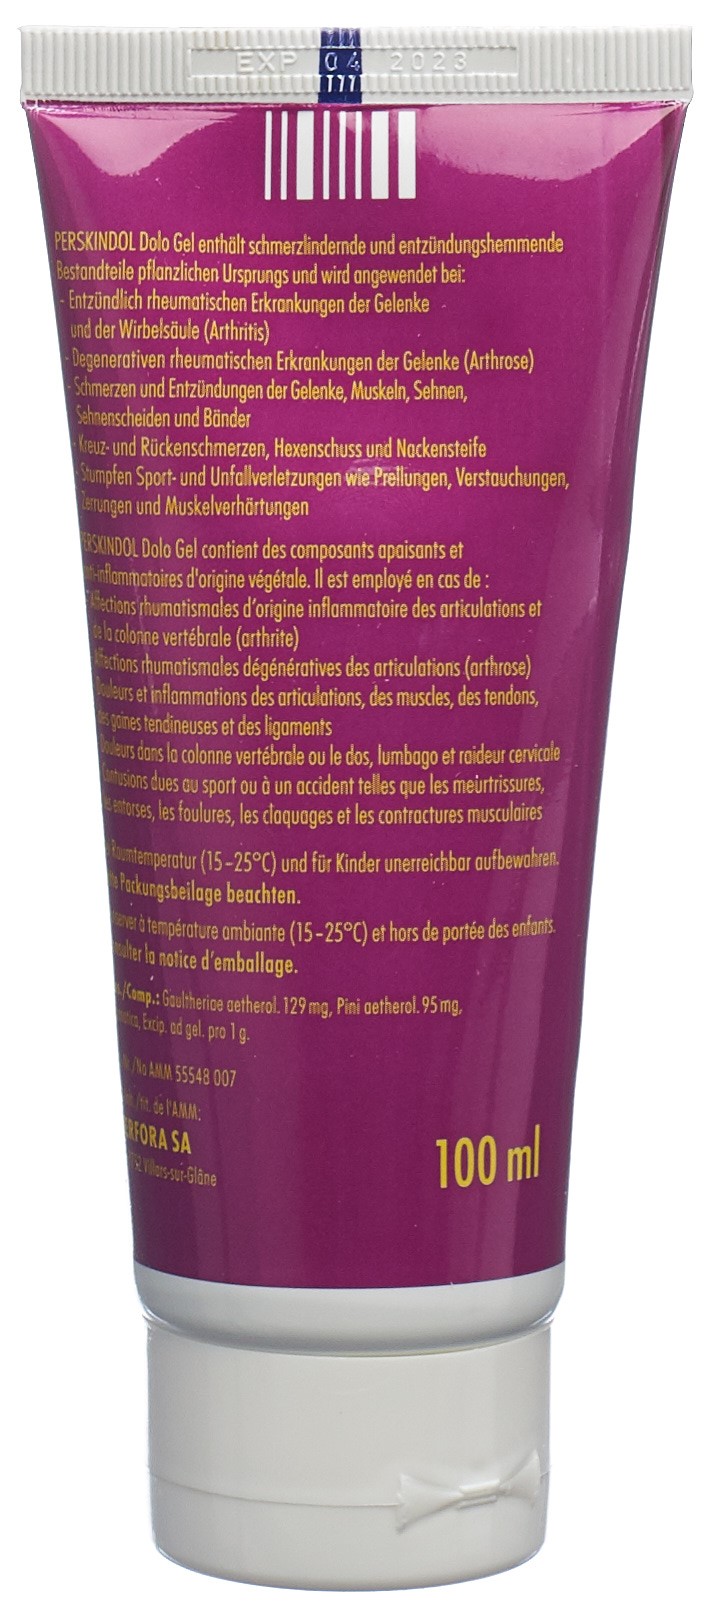 EXP 04 2023
PERSKINDOL Dolo Gel enthält schmerzlindernde und entzündungshemmende
Bestandteile pflanzlichen Ursprungs und wird angewendet bei:
- Entzündlich rheumatischen Erkrankungen der Gelenke
und der Wirbelsäule (Arthritis)
- Degenerativen rheumatischen Erkrankungen der Gelenke (Arthrose)
- Schmerzen und Entzündungen der Gelenke, Muskeln, Sehnen,
Sehnenscheiden und Bänder
- Kreuz- und Rückenschmerzen, Hexenschuss und Nackensteife
Stumpfen Sport- und Unfallverletzungen wie Prellungen, Verstauchungen,
Zerrungen und Muskelverhärtungen
PERSKINDOL Dolo Gel contient des composants apaisants et
anti-inflammatoires d'origine végétale. Il est employé en cas de :
- Affections rhumatismales d'origine inflammatoire des articulations et
de la colonne vertébrale (arthrite)
Affections rhumatismales dégénératives des articulations (arthrose)
Douleurs et inflammations des articulations, des muscles, des tendons,
des gaines tendineuses et des ligaments
Douleurs dans la colonne vertébrale ou le dos, lumbago et raideur cervicale
Contusions dues au sport ou à un accident telles que les meurtrissures,
les entorses, les foulures, les claquages et les contractures musculaires
Raumtemperatur (15-25°C) und für Kinder unerreichbar aufbewahren.
Packungsbeilage beachten.
à température ambiante (15-25°C) et hors de portée des enfants.
la notice d'emballage.
/Comp.: Gaultheriae aetherol. 129 mg, Pini aetherol. 95 mg,
Excip. ad gel. pro 1 g.
/No AMM 55548 007
/tit. de l'AMM:
ERFORA SA
Villars-sur-Glâne
100 ml